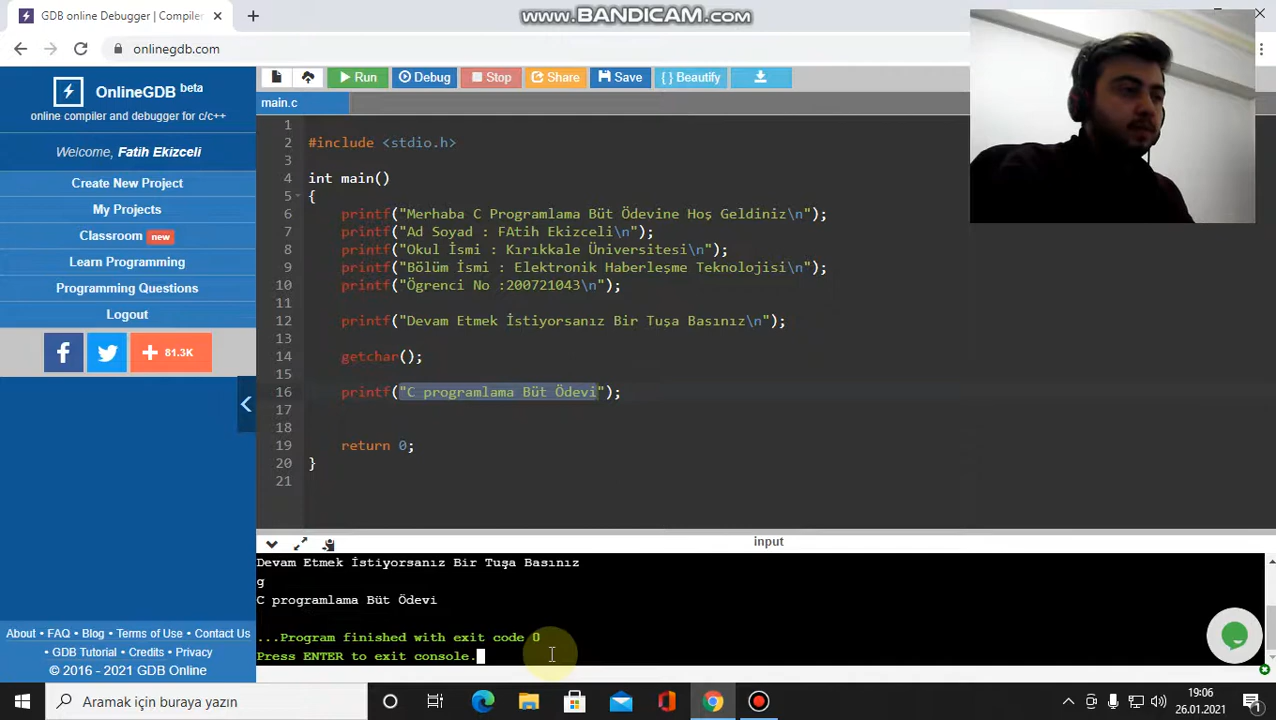 GDB online Debugger | Compiler
www.BANDICAM.com
onlinegdb.com
OnlineGDB beta
online compiler and debugger for c/c++
Welcome, Fatih Ekizceli
Create New Project
My Projects
Classroom new
Learn Programming
Programming Questions
Logout
81.3K
About • FAQ • Blog • Terms of Use • Contact Us
• GDB Tutorial • Credits • Privacy
© 2016 - 2021 GDB Online
Run Debug Stop Share Save { } Beautify
main.c
1
2 #include <stdio.h>
3
4 int main()
5 {
6 printf("Merhaba C Programlama Büt Ödevine Hoş Geldiniz\n");
7 printf("Ad Soyad : FAtih Ekizceli\n");
8 printf("Okul İsmi : Kırıkkale Üniversitesi\n");
9 printf("Bölüm İsmi : Elektronik Haberleşme Teknolojisi\n");
10 printf("Ögrenci No :200721043\n");
11
12 printf("Devam Etmek İstiyorsanız Bir Tuşa Basınız\n");
13
14 getchar();
15
16 printf("C programlama Büt Ödevi");
17
18
19 return 0;
20 }
21
input
Devam Etmek İstiyorsanız Bir Tuşa Basınız
g
C programlama Büt Ödevi
...Program finished with exit code 0
Press ENTER to exit console.
Aramak için buraya yazın
19:06
26.01.2021
1